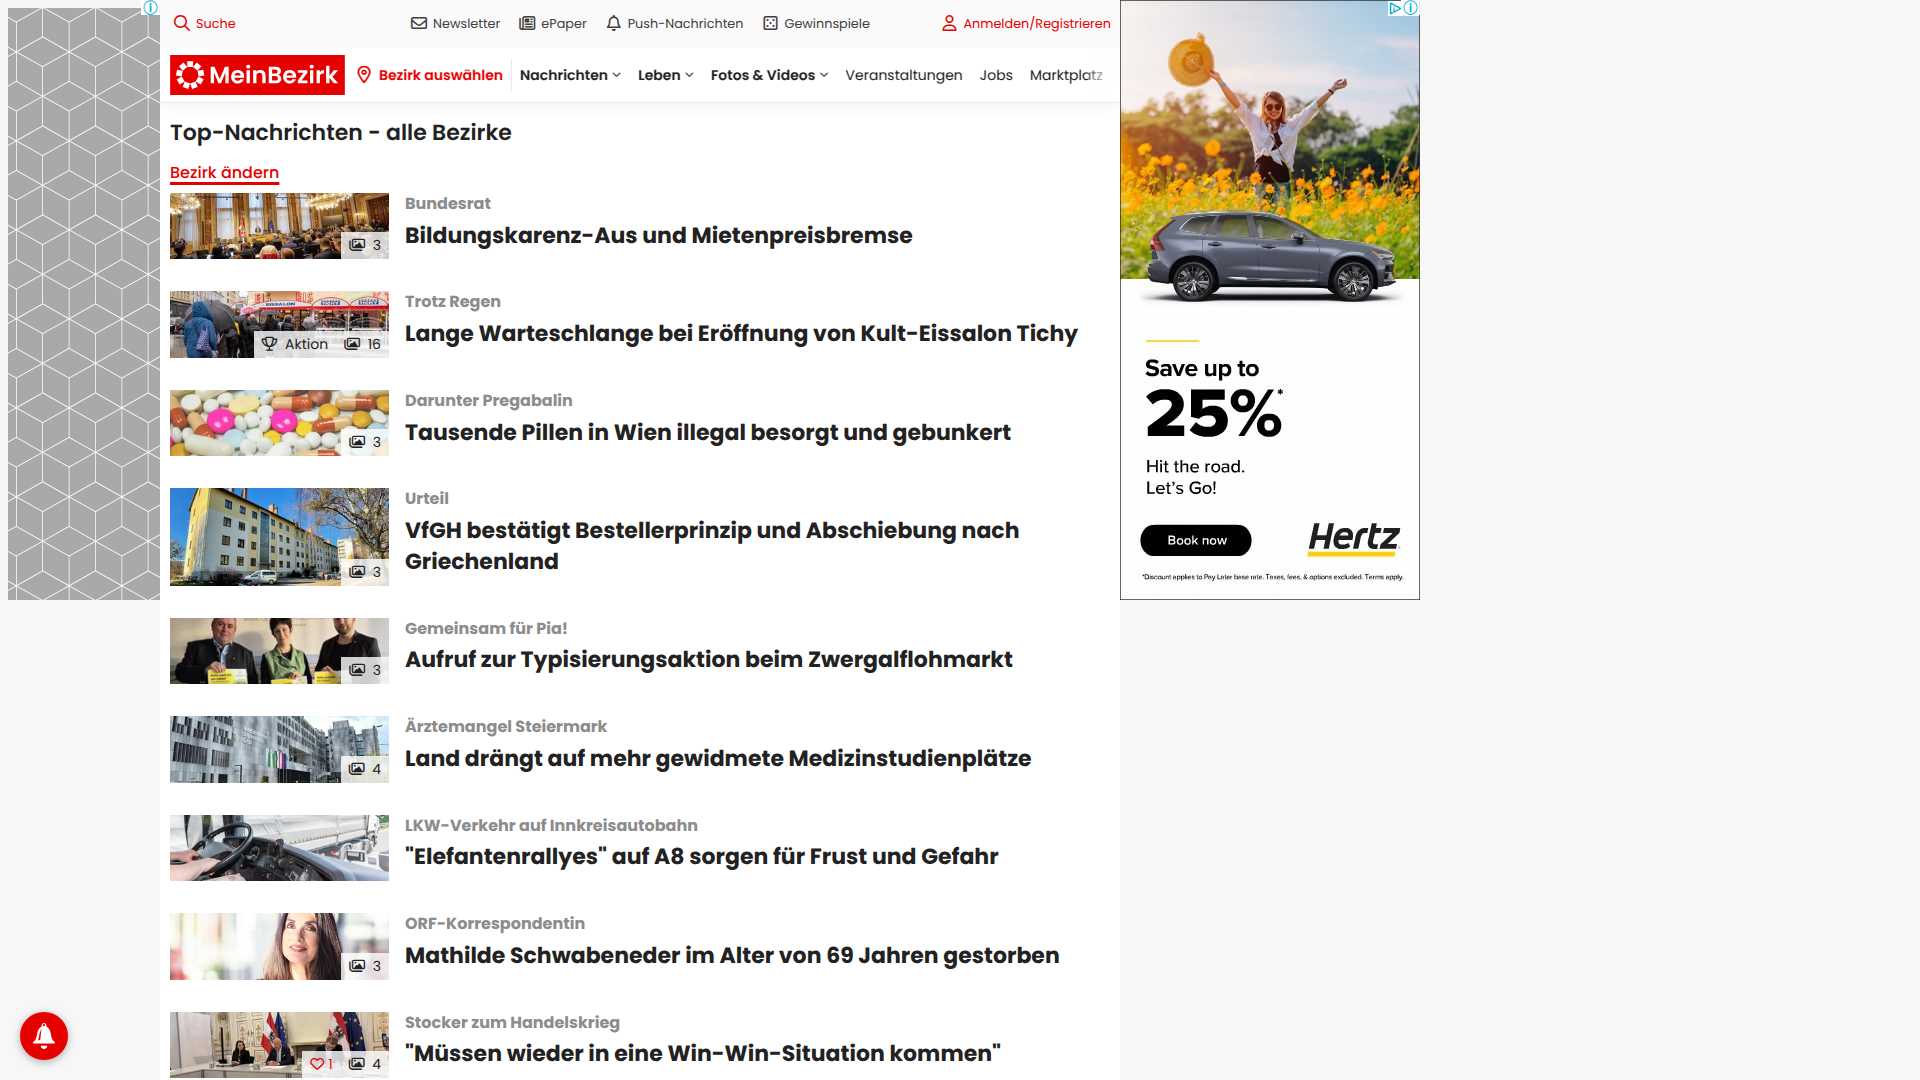 Suche
Newsletter
ePaper
Push-Nachrichten
Gewinnspiele
Anmelden/Registrieren
MeinBezirk
Bezirk auswählen
Nachrichten
Leben
Fotos & Videos
Veranstaltungen
Jobs
Marktplatz
Top-Nachrichten - alle Bezirke
Bezirk ändern
3
Bundesrat
Bildungskarenz-Aus und Mietenpreisbremse
Aktion 16
Trotz Regen
Lange Warteschlange bei Eröffnung von Kult-Eissalon Tichy
3
Darunter Pregabalin
Tausende Pillen in Wien illegal besorgt und gebunkert
3
Urteil
VfGH bestätigt Bestellerprinzip und Abschiebung nach
Griechenland
3
Gemeinsam für Pia!
Aufruf zur Typisierungsaktion beim Zwergalflohmarkt
4
Ärztemangel Steiermark
Land drängt auf mehr gewidmete Medizinstudienplätze
LKW-Verkehr auf Innkreisautobahn
"Elefantenrallyes" auf A8 sorgen für Frust und Gefahr
3
ORF-Korrespondentin
Mathilde Schwabeneder im Alter von 69 Jahren gestorben
1 4
Stocker zum Handelskrieg
"Müssen wieder in eine Win-Win-Situation kommen"
Save up to
25%*
Hit the road.
Let's Go!
Book now
Hertz
*Discount applies to Pay Later base rate. Taxes, fees, & options excluded. Terms apply.